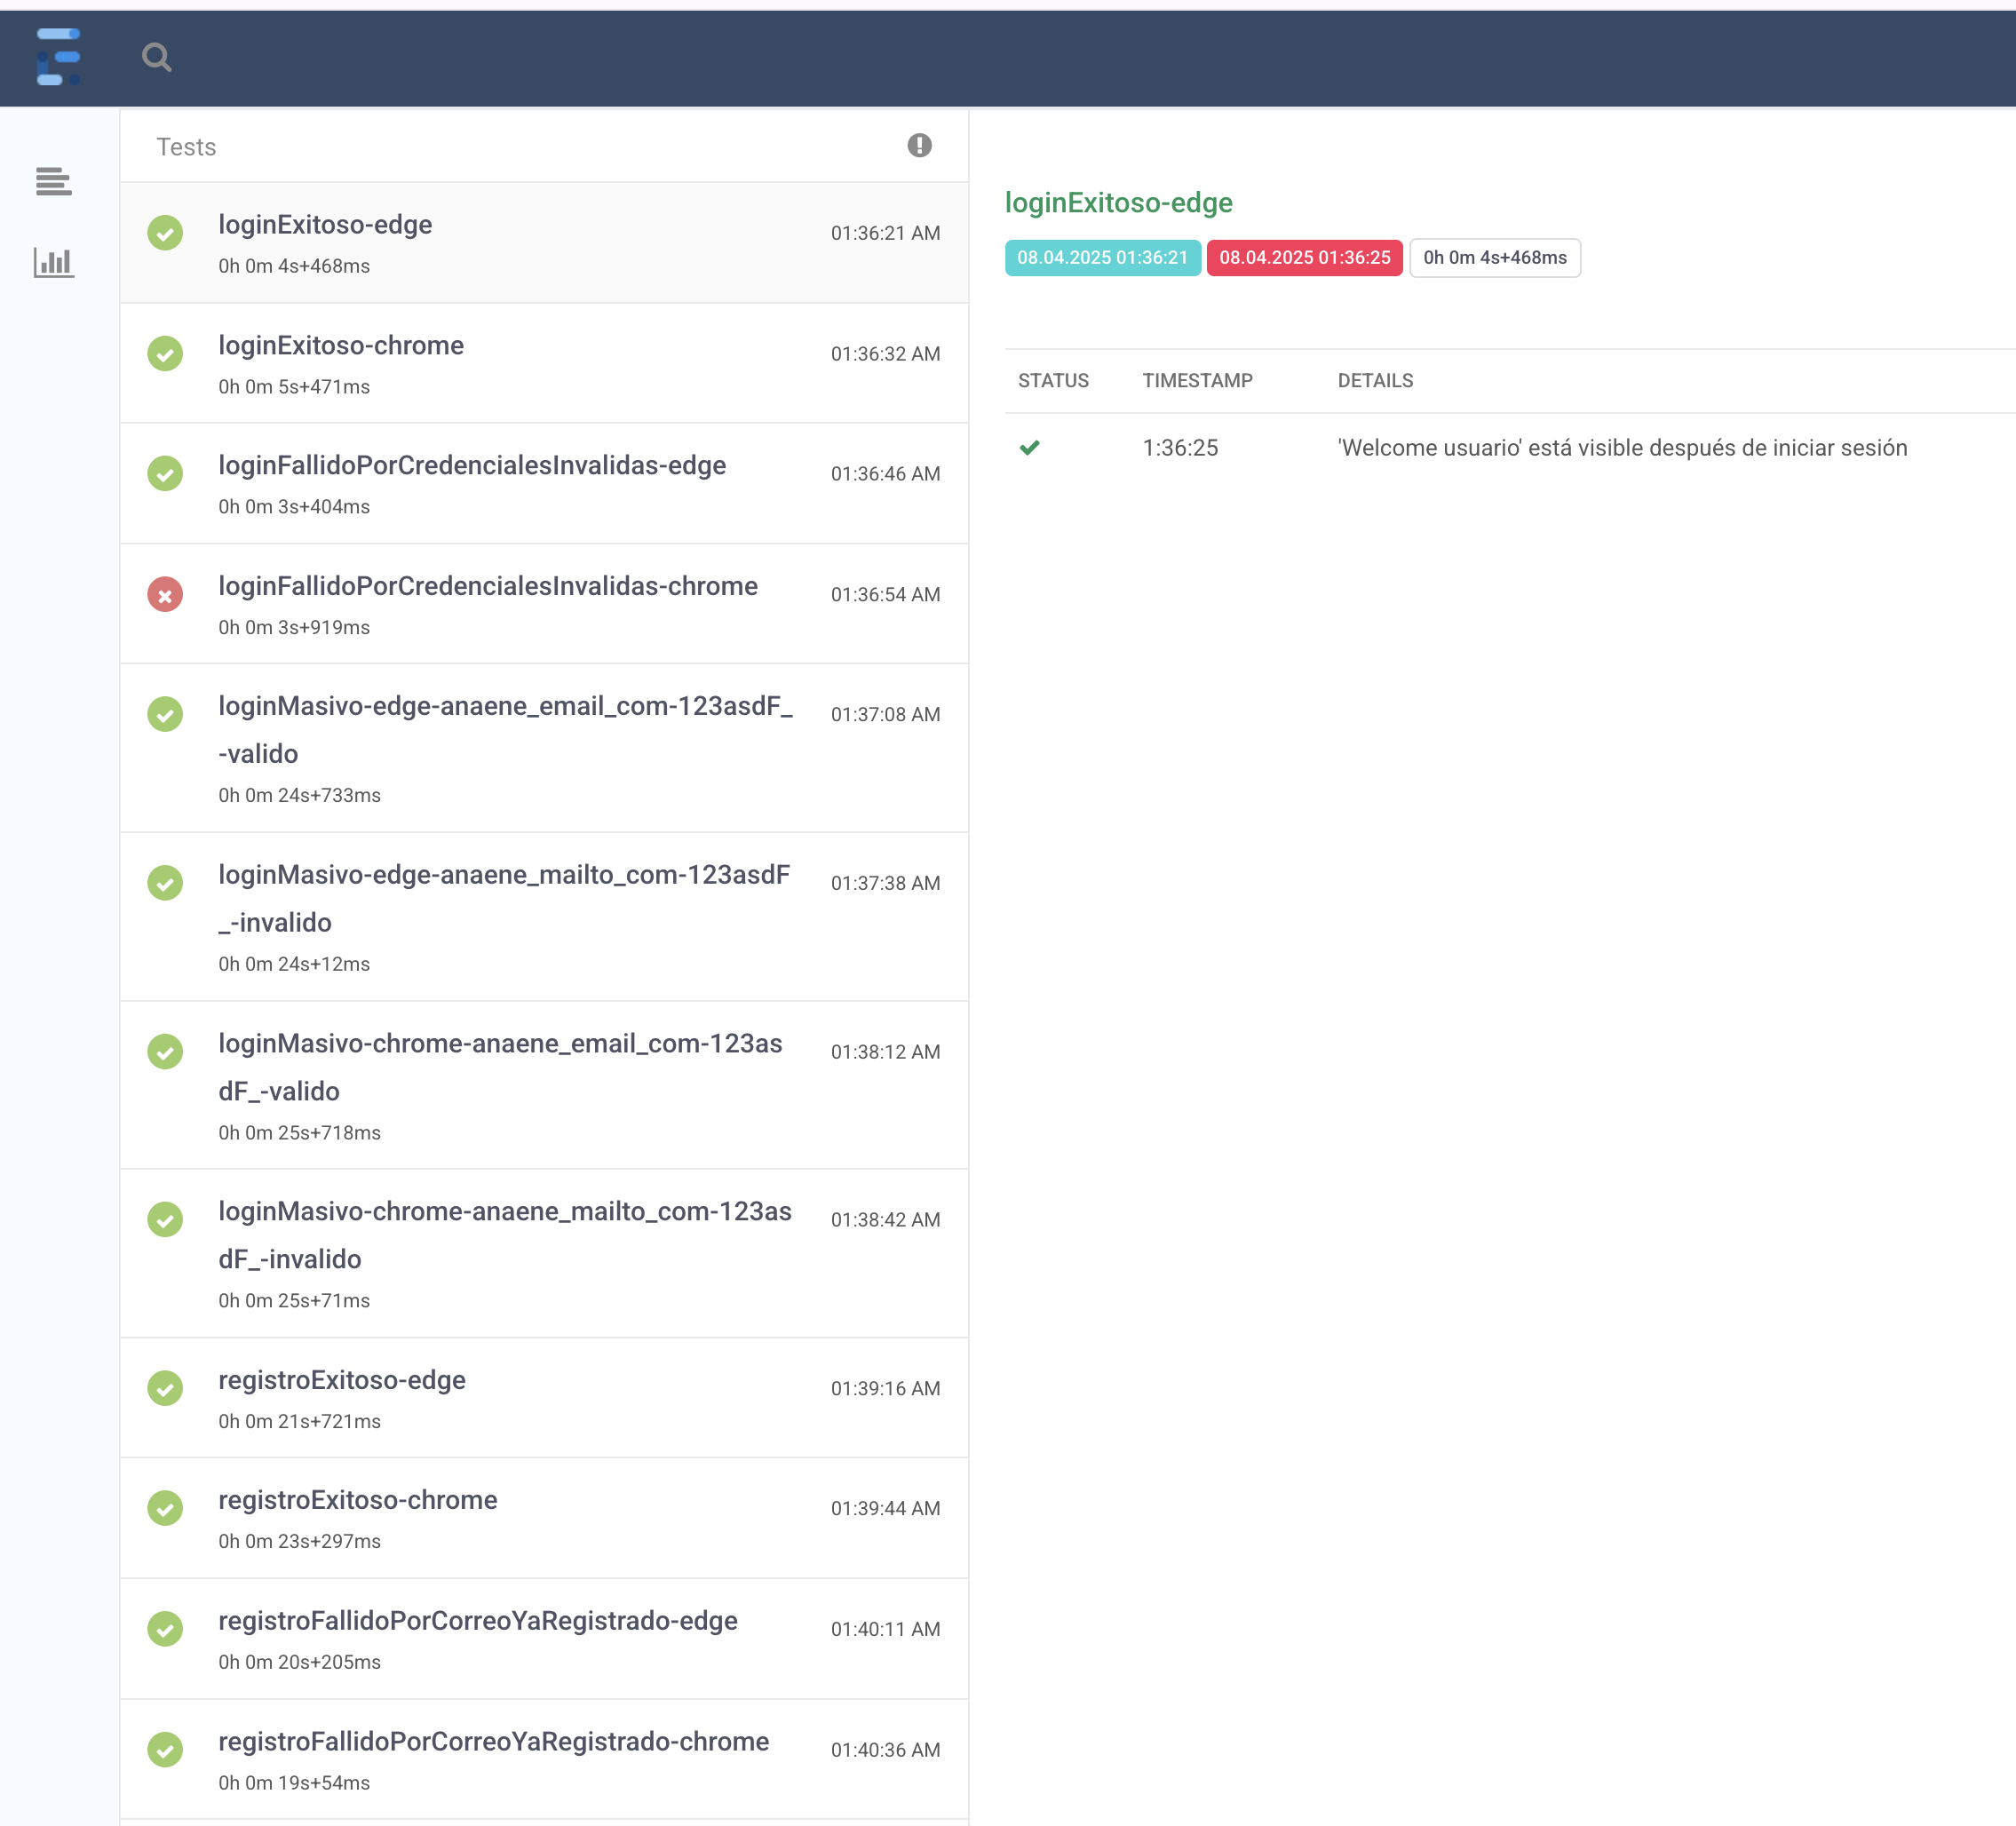 Tests
loginExitoso-edge
01:36:21 AM
0h 0m 4s+468ms
loginExitoso-chrome
01:36:32 AM
0h 0m 5s+471ms
loginFallidoPorCredencialesInvalidas-edge
01:36:46 AM
0h 0m 3s+404ms
loginFallidoPorCredencialesInvalidas-chrome
01:36:54 AM
0h 0m 3s+919ms
loginMasivo-edge-anaene_email_com-123asdF_
-valido
01:37:08 AM
0h 0m 24s+733ms
loginMasivo-edge-anaene_mailto_com-123asdF
_-invalido
01:37:38 AM
0h 0m 24s+12ms
loginMasivo-chrome-anaene_email_com-123as
dF_-valido
01:38:12 AM
0h 0m 25s+718ms
loginMasivo-chrome-anaene_mailto_com-123as
dF_-invalido
01:38:42 AM
0h 0m 25s+71ms
registroExitoso-edge
01:39:16 AM
0h 0m 21s+721ms
registroExitoso-chrome
01:39:44 AM
0h 0m 23s+297ms
registroFallidoPorCorreoYaRegistrado-edge
01:40:11 AM
0h 0m 20s+205ms
registroFallidoPorCorreoYaRegistrado-chrome
01:40:36 AM
0h 0m 19s+54ms
loginExitoso-edge
08.04.2025 01:36:21 08.04.2025 01:36:25 0h 0m 4s+468ms
STATUS TIMESTAMP DETAILS
1:36:25 'Welcome usuario' está visible después de iniciar sesión